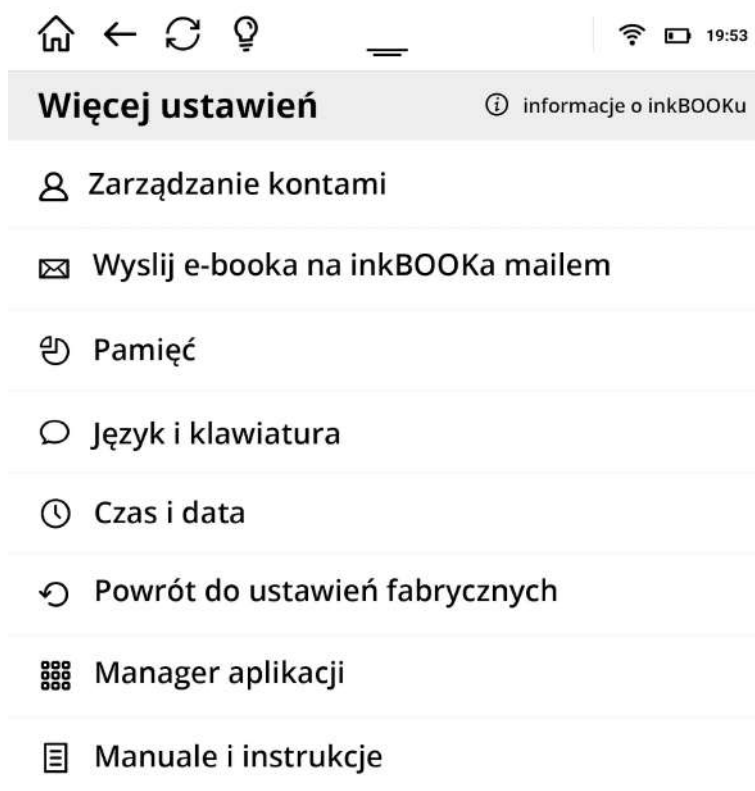 19:53
Więcej ustawień
informacje o inkBOOKu
Zarządzanie kontami
Wyslij e-booka na inkBOOKa mailem
Pamięć
Język i klawiatura
Czas i data
Powrót do ustawień fabrycznych
Manager aplikacji
Manuale i instrukcje